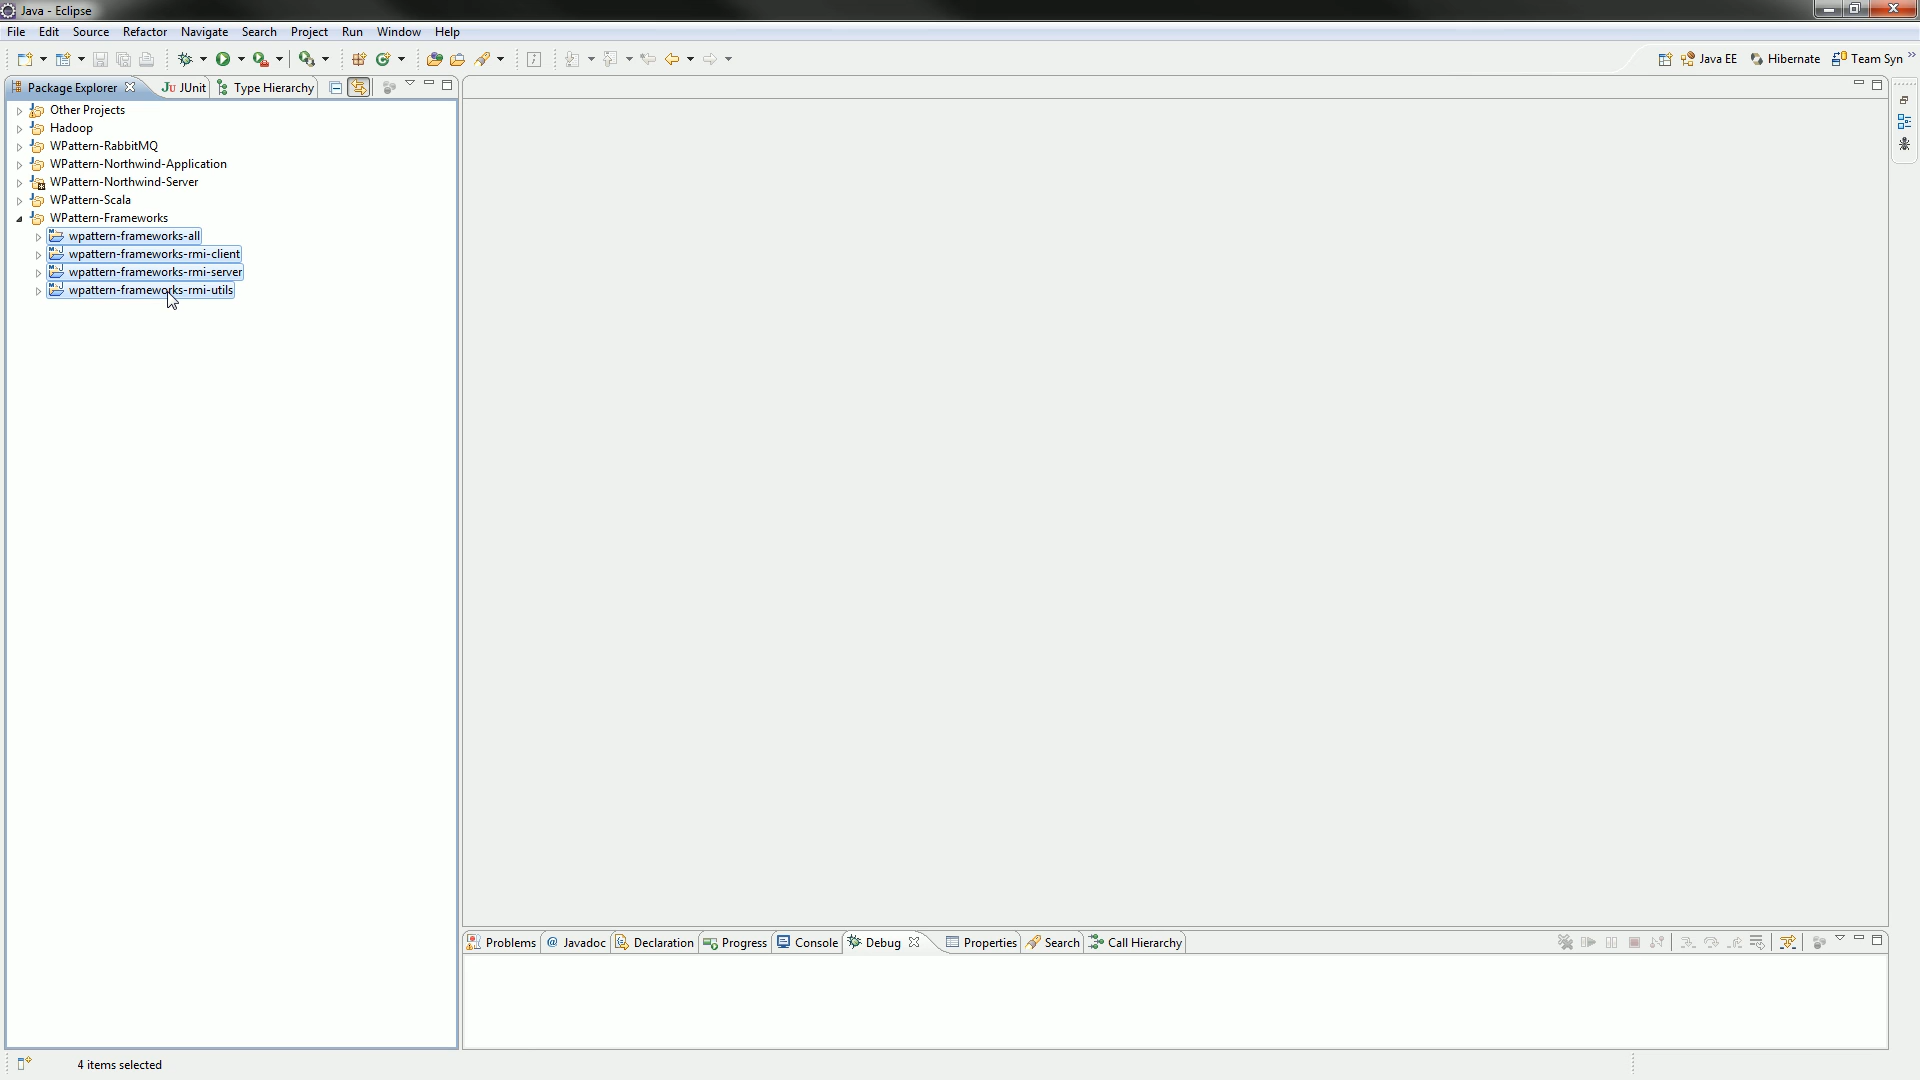 Java - Eclipse
File Edit Source Refactor Navigate Search Project Run Window Help
Java EE Hibernate Team Syn
Package Explorer JUnit Type Hierarchy
Other Projects
Hadoop
WPattern-RabbitMQ
WPattern-Northwind-Application
WPattern-Northwind-Server
WPattern-Scala
WPattern-Frameworks
wpattern-frameworks-all
wpattern-frameworks-rmi-client
wpattern-frameworks-rmi-server
wpattern-frameworks-rmi-utils
Problems Javadoc Declaration Progress Console Debug Properties Search Call Hierarchy
4 items selected